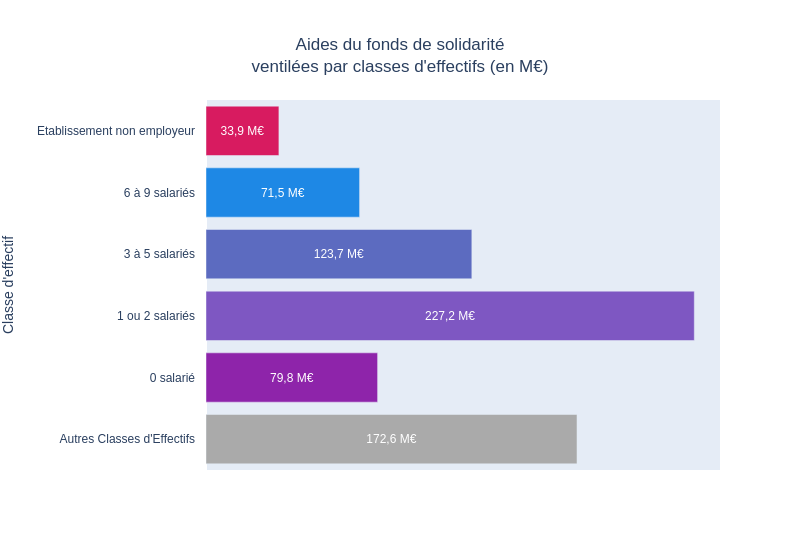 Aides du fonds de solidarité
ventilées par classes d'effectifs (en M€)
Classe d'effectif
Etablissement non employeur
33,9 M€
6 à 9 salariés
71,5 M€
3 à 5 salariés
123,7 M€
1 ou 2 salariés
227,2 M€
0 salarié
79,8 M€
Autres Classes d'Effectifs
172,6 M€